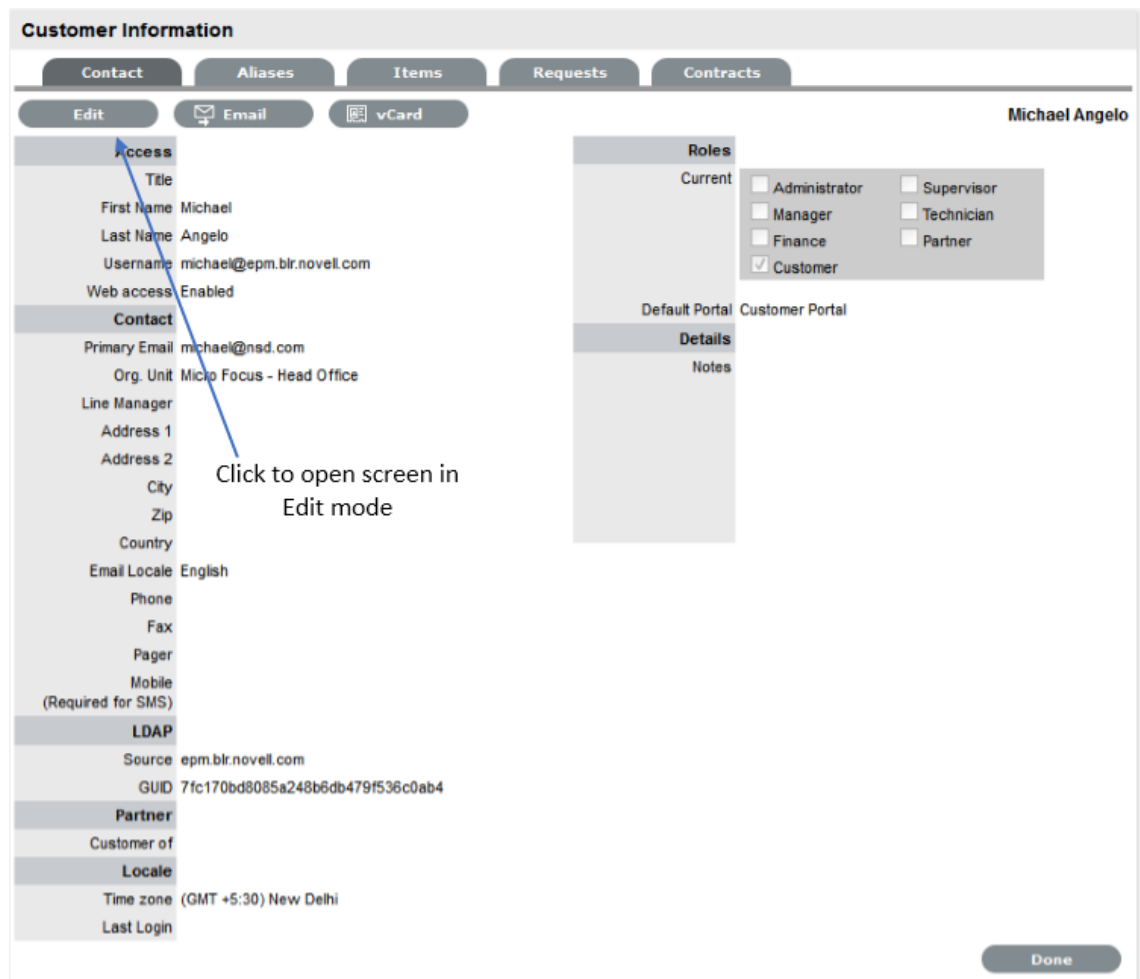 Customer Information
Contact Aliases Items Requests Contracts
Edit Email vCard Michael Angelo
Access
Title
First Name Michael
Last Name Angelo
Username michael@epm.blr.novell.com
Web access Enabled
Contact
Primary Email michael@nsd.com
Org. Unit Micro Focus - Head Office
Line Manager
Address 1
Address 2
City
Zip
Country
Email Locale English
Phone
Fax
Pager
Mobile
(Required for SMS)
LDAP
Source epm.blr.novell.com
GUID 7fc170bd8085a248b6db479f536c0ab4
Partner
Customer of
Locale
Time zone (GMT +5:30) New Delhi
Last Login
Click to open screen in
Edit mode
Roles
Current
Administrator Supervisor
Manager Technician
Finance Partner
Customer
Default Portal Customer Portal
Details
Notes
Done